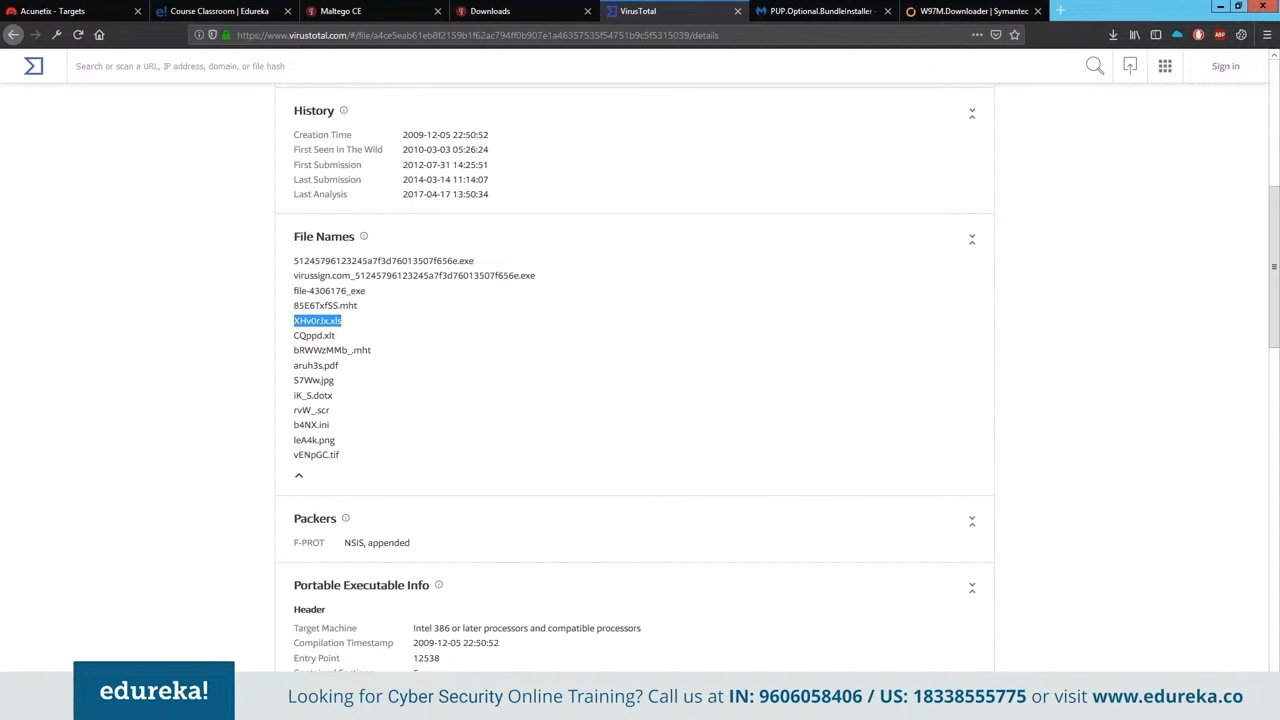 Acunetix - Targets
Course Classroom | Edureka
Maltego CE
Downloads
VirusTotal
PUP.Optional.BundleInstaller -
W97M.Downloader | Symantec
https://www.virustotal.com/#/file/a4ce5eab61eb8f2159b1f62ac794ff0b907e1a46357535f54751b9c5f5315039/details
Search or scan a URL, IP address, domain, or file hash
Sign in
History
Creation Time 2009-12-05 22:50:52
First Seen In The Wild 2010-03-03 05:26:24
First Submission 2012-07-31 14:25:51
Last Submission 2014-03-14 11:14:07
Last Analysis 2017-04-17 13:50:34
File Names
51245796123245a7f3d76013507f656e.exe
virussign.com_51245796123245a7f3d76013507f656e.exe
file-4306176_exe
85E6TxfSS.mht
XHv0rJx.xls
CQppd.xlt
bRWWzMMb_.mht
aruh3s.pdf
S7Ww.jpg
iK_S.dotx
rvW_.scr
b4NX.ini
leA4k.png
vENpGC.tif
Packers
F-PROT NSIS, appended
Portable Executable Info
Header
Target Machine Intel 386 or later processors and compatible processors
Compilation Timestamp 2009-12-05 22:50:52
Entry Point 12538
edureka!
Looking for Cyber Security Online Training? Call us at IN: 9606058406 / US: 18338555775 or visit www.edureka.co